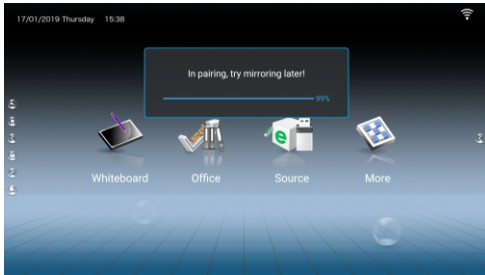 17/01/2019 Thursday 15:38
In pairing, try mirroring later!
99%
Whiteboard
Office
Source
More